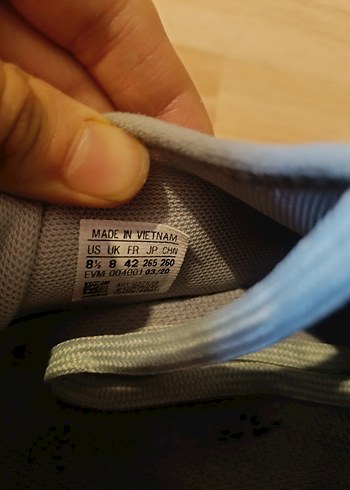 MADE IN VIETNAM
US UK FR JP CHN
8½ 8 42 265 260
EVM 004001 03/20